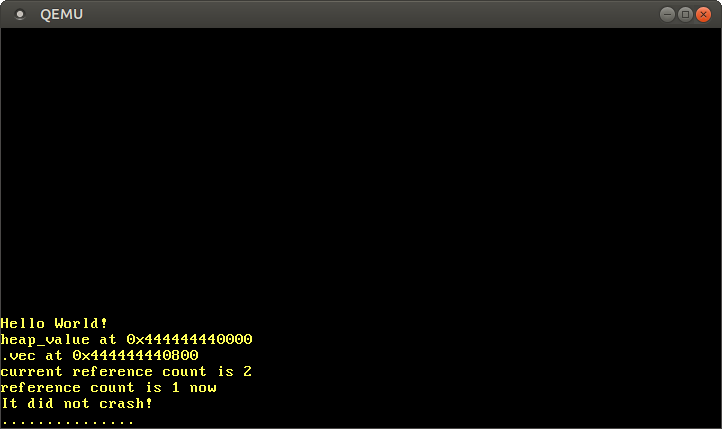 QEMU
Hello World!
heap_value at 0x444444440000
.vec at 0x444444440800
current reference count is 2
reference count is 1 now
It did not crash!
...............